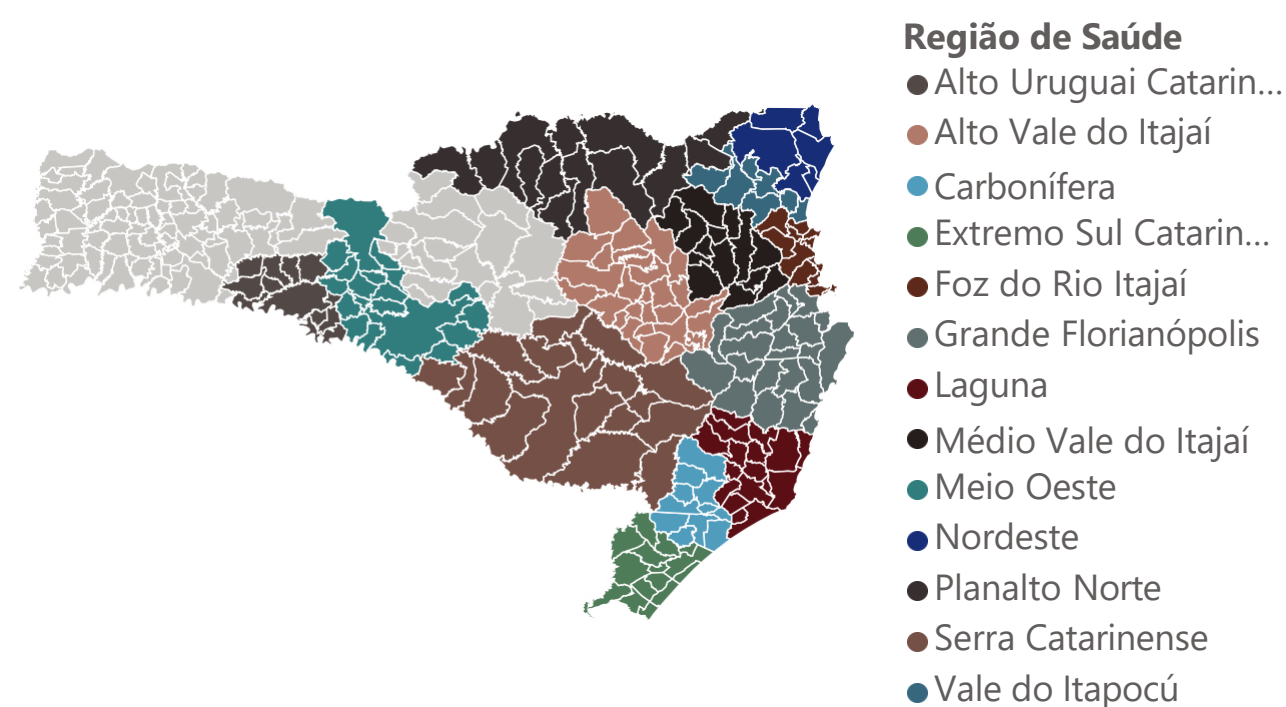 Região de Saúde
Alto Uruguai Catarin...
Alto Vale do Itajaí
Carbonífera
Extremo Sul Catarin...
Foz do Rio Itajaí
Grande Florianópolis
Laguna
Médio Vale do Itajaí
Meio Oeste
Nordeste
Planalto Norte
Serra Catarinense
Vale do Itapocú